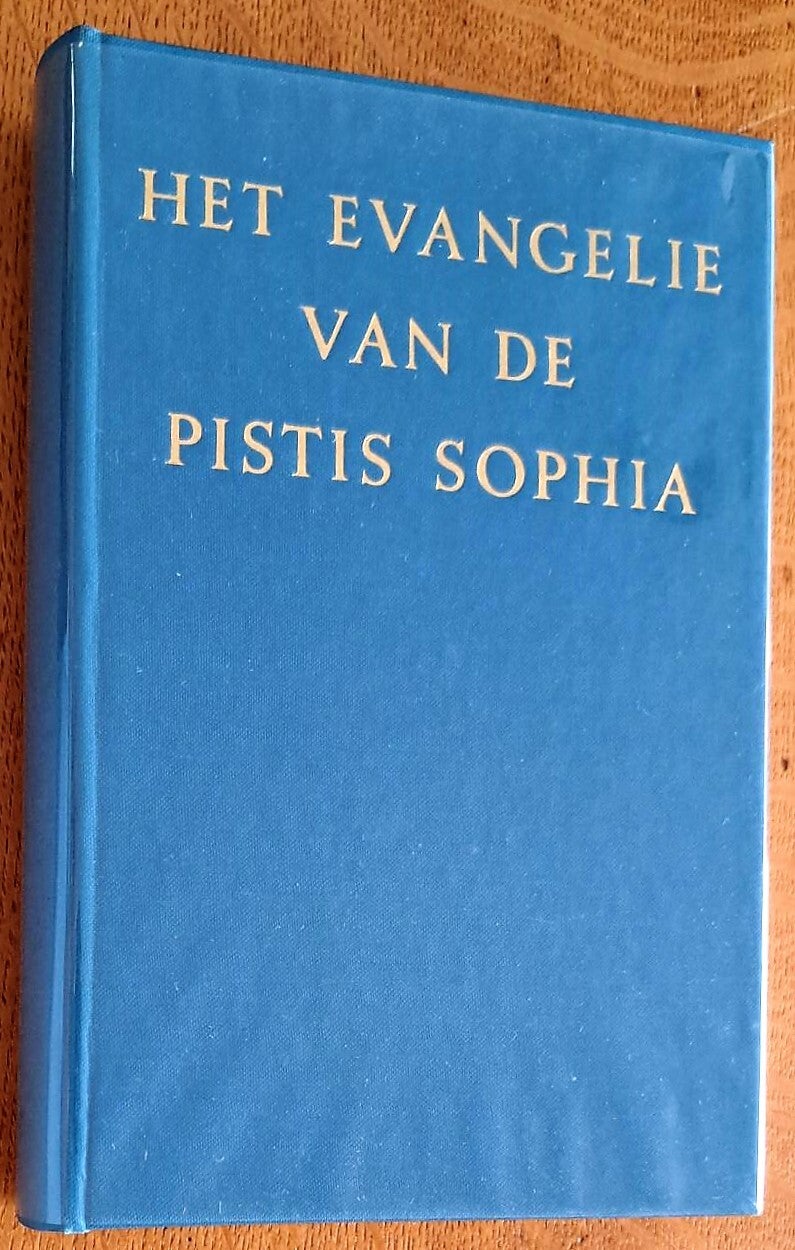 HET EVANGELIE
VAN DE
PISTIS SOPHIA